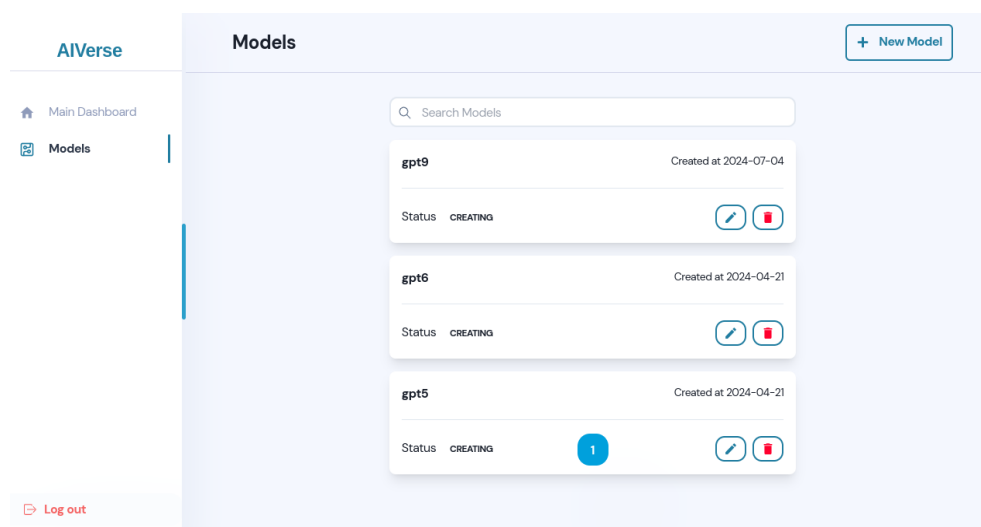 AIVerse
Models
New Model
Main Dashboard
Models
Search Models
gpt9 Created at 2024-07-04
Status CREATING
gpt6 Created at 2024-04-21
Status CREATING
gpt5 Created at 2024-04-21
Status CREATING
1
Log out